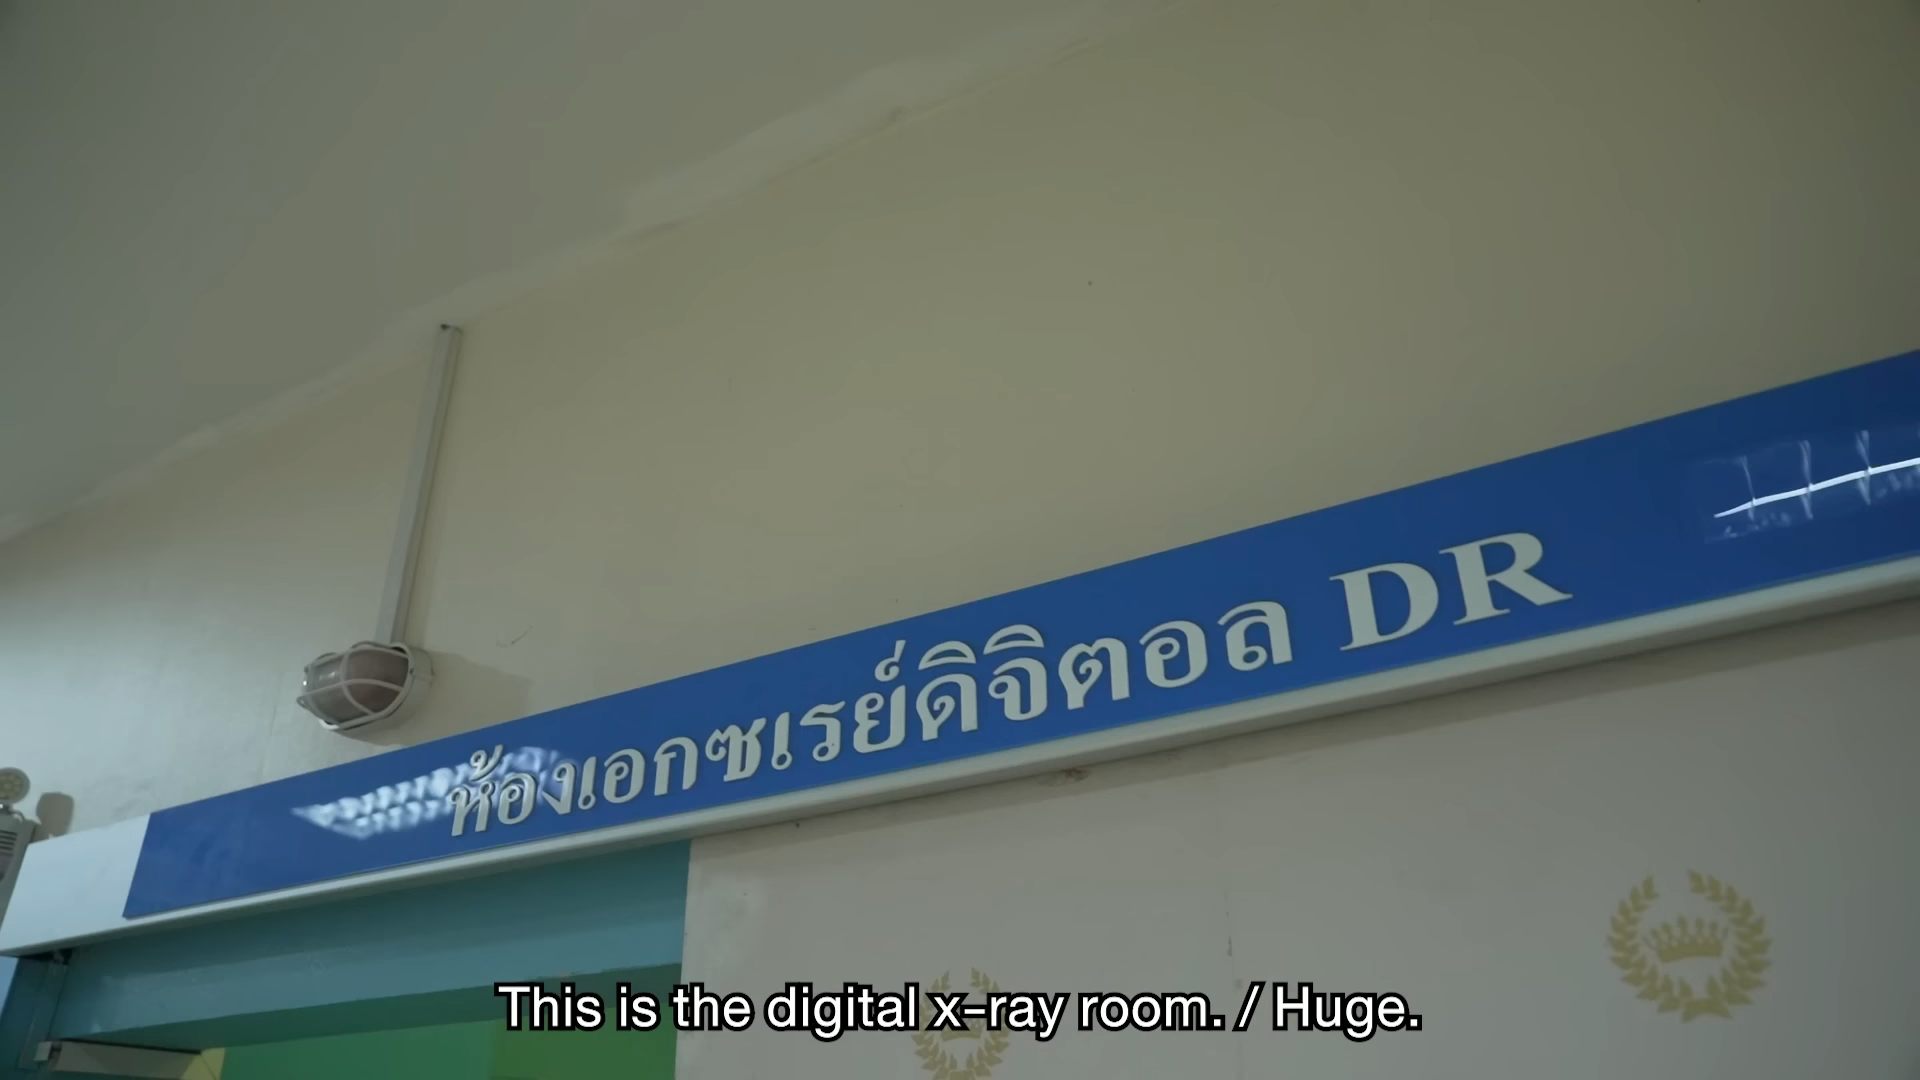 ห้องเอกซเรย์ดิจิตอล DR
This is the digital x-ray room. / Huge.